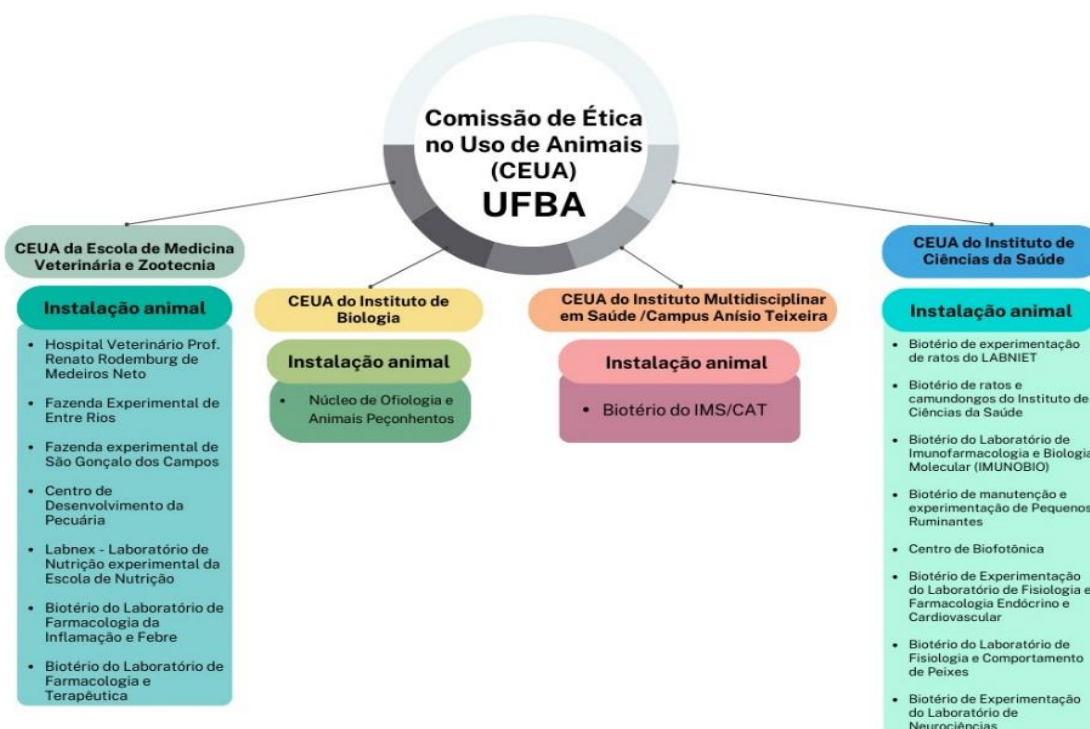 Comissão de Ética
no Uso de Animais
(CEUA)
UFBA
CEUA da Escola de Medicina
Veterinária e Zootecnia
Instalação animal
• Hospital Veterinário Prof.
Renato Rodemburg de
Medeiros Neto
• Fazenda Experimental de
Entre Rios
• Fazenda experimental de
São Gonçalo dos Campos
• Centro de
Desenvolvimento da
Pecuária
• Labnex - Laboratório de
Nutrição experimental da
Escola de Nutrição
• Biotério do Laboratório de
Farmacologia da
Inflamação e Febre
• Biotério do Laboratório de
Farmacologia e
Terapêutica
CEUA do Instituto de
Biologia
Instalação animal
• Núcleo de Ofiologia e
Animais Peçonhentos
CEUA do Instituto Multidisciplinar
em Saúde /Campus Anísio Teixeira
Instalação animal
• Biotério do IMS/CAT
CEUA do Instituto de
Ciências da Saúde
Instalação animal
• Biotério de experimentação
de ratos do LABNIET
• Biotério de ratos e
camundongos do Instituto de
Ciências da Saúde
• Biotério do Laboratório de
Imunofarmacologia e Biologia
Molecular (IMUNOBIO)
• Biotério de manutenção e
experimentação de Pequenos
Ruminantes
• Centro de Biofotônica
• Biotério de Experimentação
do Laboratório de Fisiologia e
Farmacologia Endócrino e
Cardiovascular
• Biotério do Laboratório de
Fisiologia e Comportamento
de Peixes
• Biotério de Experimentação
do Laboratório de
Neurociências